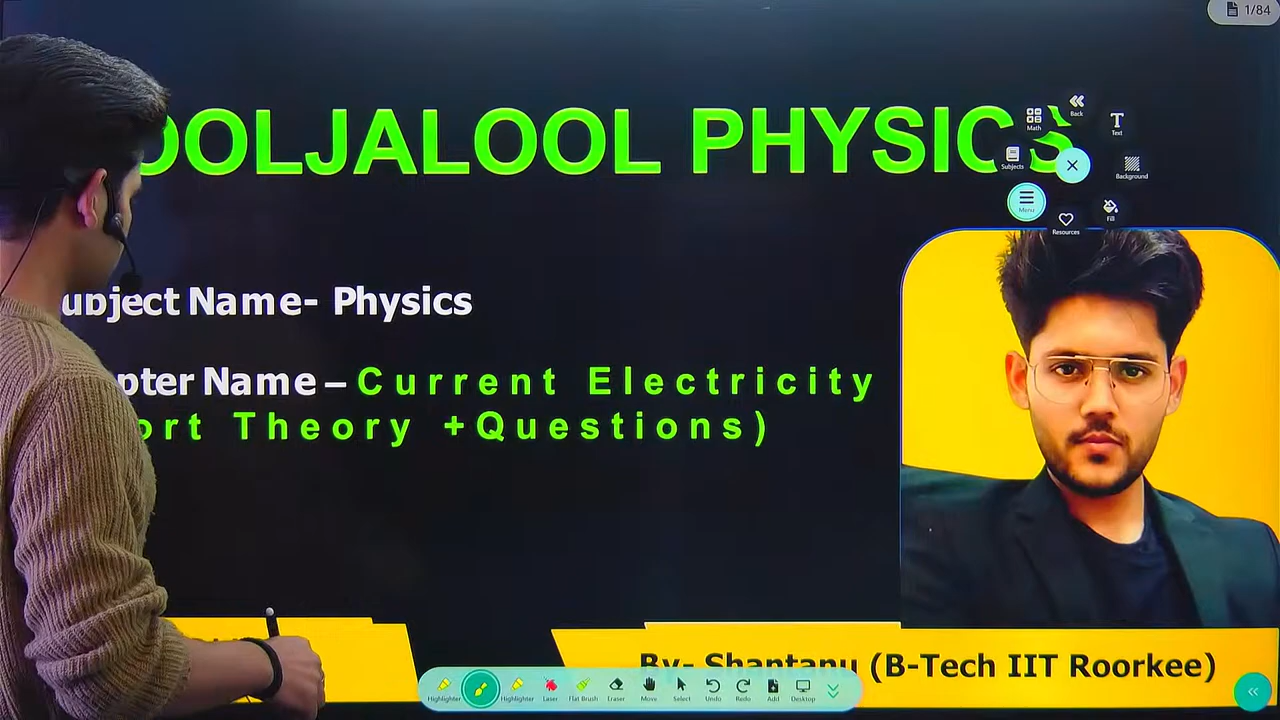 1/84
OOLJALOOL PHYSICS
Math
Back
Text
Subjects
Background
Menu
Fill
Resources
ubject Name- Physics
pter Name – Current Electricity
ort Theory +Questions)
By- Shantanu (B-Tech IIT Roorkee)
Highlighter
Highlighter
Laser
Flat Brush
Eraser
Move
Select
Undo
Redo
Add
Desktop